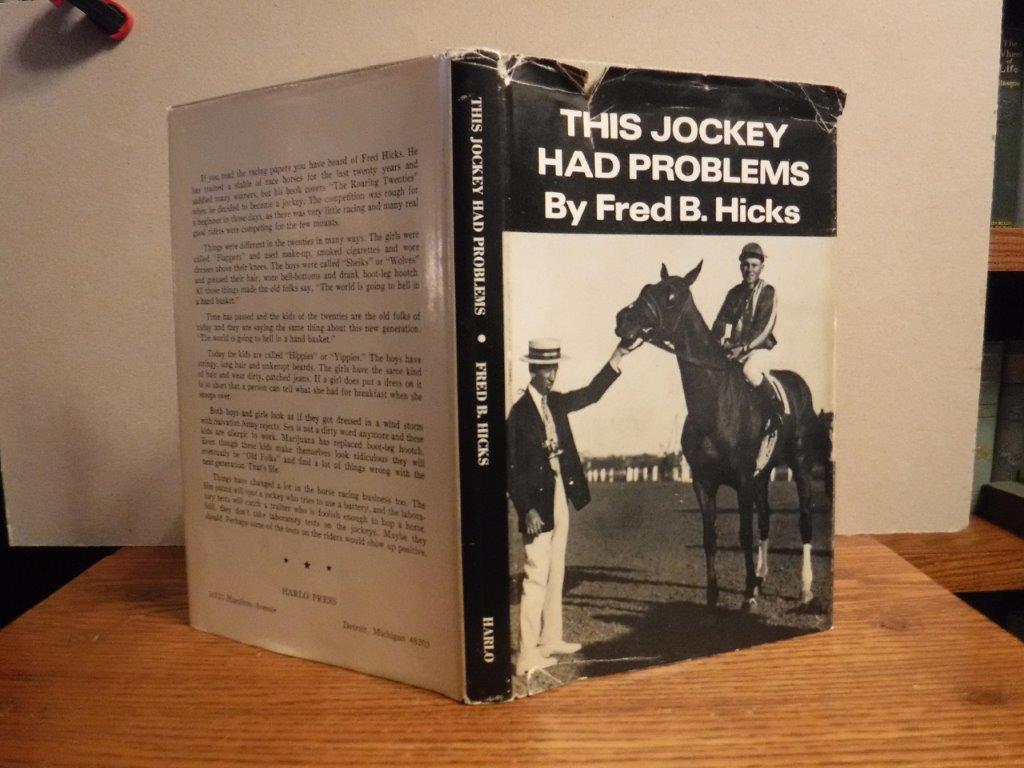 If you read the racing papers you have heard of Fred Hicks. He
has trained a stable of race horses for the last twenty years and
saddled many winners, but his book covers "The Roaring Twenties"
when he decided to become a jockey. The competition was rough for
a beginner in those days, as there was very little racing and many real
good riders were competing for the few mounts.
Things were different in the twenties in many ways. The girls were
called "Flappers" and used make-up, smoked cigarettes and wore
dresses above their knees. The boys were called "Sheiks" or "Wolves"
and greased their hair, wore bell-bottoms and drank boot-leg hootch.
All those things made the old folks say, "The world is going to hell in
a hand basket."
Time has passed and the kids of the twenties are the old folks of
today and they are saying the same thing about this new generation.
"The world is going to hell in a hand basket."
Today the kids are called "Hippies" or "Yippies." The boys have
stringy, long hair and unkempt beards. The girls have the same kind
of hair and wear dirty, patched jeans. If a girl does put a dress on it
is so short that a person can tell what she had for breakfast when she
stoops over.
Both boys and girls look as if they got dressed in a wind storm
with Salvation Army rejects. Sex is not a dirty word anymore and these
kids are allergic to work. Marijuana has replaced boot-leg hootch.
Even though these kids make themselves look ridiculous they will
eventually be "Old Folks" and find a lot of things wrong with the
next generation. That's life.
Things have changed a lot in the horse racing business too. The
film patrol will spot a jockey who tries to use a battery, and the labora-
tory tests will catch a trainer who is foolish enough to hop a horse.
Still, they don't take laboratory tests on the jockeys. Maybe they
should. Perhaps some of the tests on the riders would show up positive.
HARLO PRESS
Hamilton Avenue
Detroit, Michigan 48203
THIS JOCKEY HAD PROBLEMS • FRED B. HICKS
HARLO
THIS JOCKEY
HAD PROBLEMS
By Fred B. Hicks
The
Wheel
of
Life